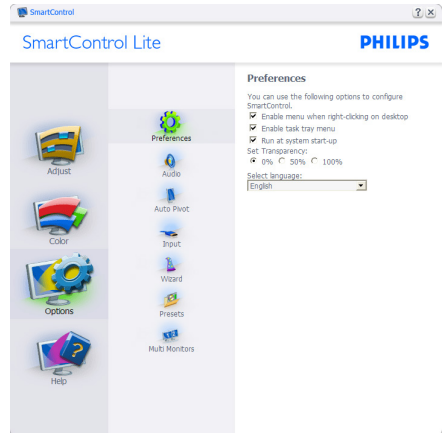 SmartControl
SmartControl Lite
PHILIPS
Adjust
Color
Options
Help
Preferences
Audio
Auto Pivot
Input
Wizard
Presets
Multi Monitors
Preferences
You can use the following options to configure
SmartControl.
Enable menu when right-clicking on desktop
Enable task tray menu
Run at system start-up
Set Transparency:
0% 50% 100%
Select language:
English